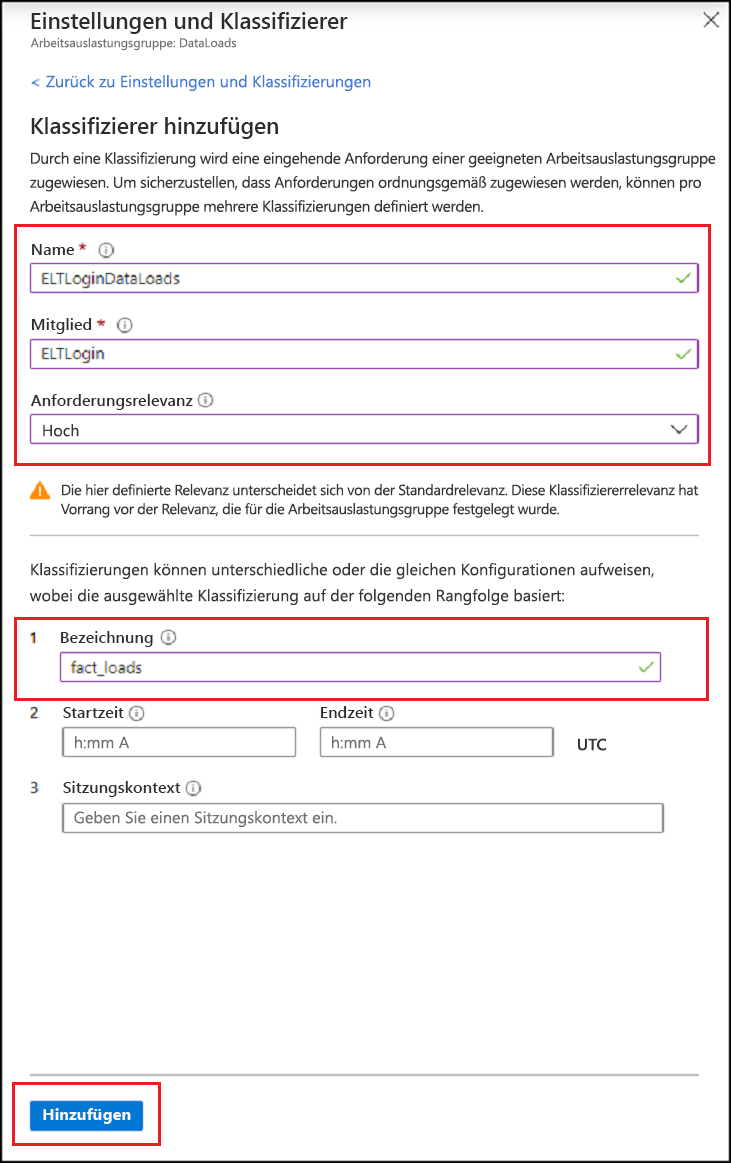 Einstellungen und Klassifizierer
Arbeitsauslastungsgruppe: DataLoads
< Zurück zu Einstellungen und Klassifizierungen
Klassifizierer hinzufügen
Durch eine Klassifizierung wird eine eingehende Anforderung einer geeigneten Arbeitsauslastungsgruppe
zugewiesen. Um sicherzustellen, dass Anforderungen ordnungsgemäß zugewiesen werden, können pro
Arbeitsauslastungsgruppe mehrere Klassifizierungen definiert werden.
Name *
ELTLoginDataLoads
Mitglied *
ELTLogin
Anforderungsrelevanz
Hoch
Die hier definierte Relevanz unterscheidet sich von der Standardrelevanz. Diese Klassifiziererrelevanz hat
Vorrang vor der Relevanz, die für die Arbeitsauslastungsgruppe festgelegt wurde.
Klassifizierungen können unterschiedliche oder die gleichen Konfigurationen aufweisen,
wobei die ausgewählte Klassifizierung auf der folgenden Rangfolge basiert:
1 Bezeichnung
fact_loads
2 Startzeit Endzeit
h:mm A h:mm A UTC
3 Sitzungskontext
Geben Sie einen Sitzungskontext ein.
Hinzufügen